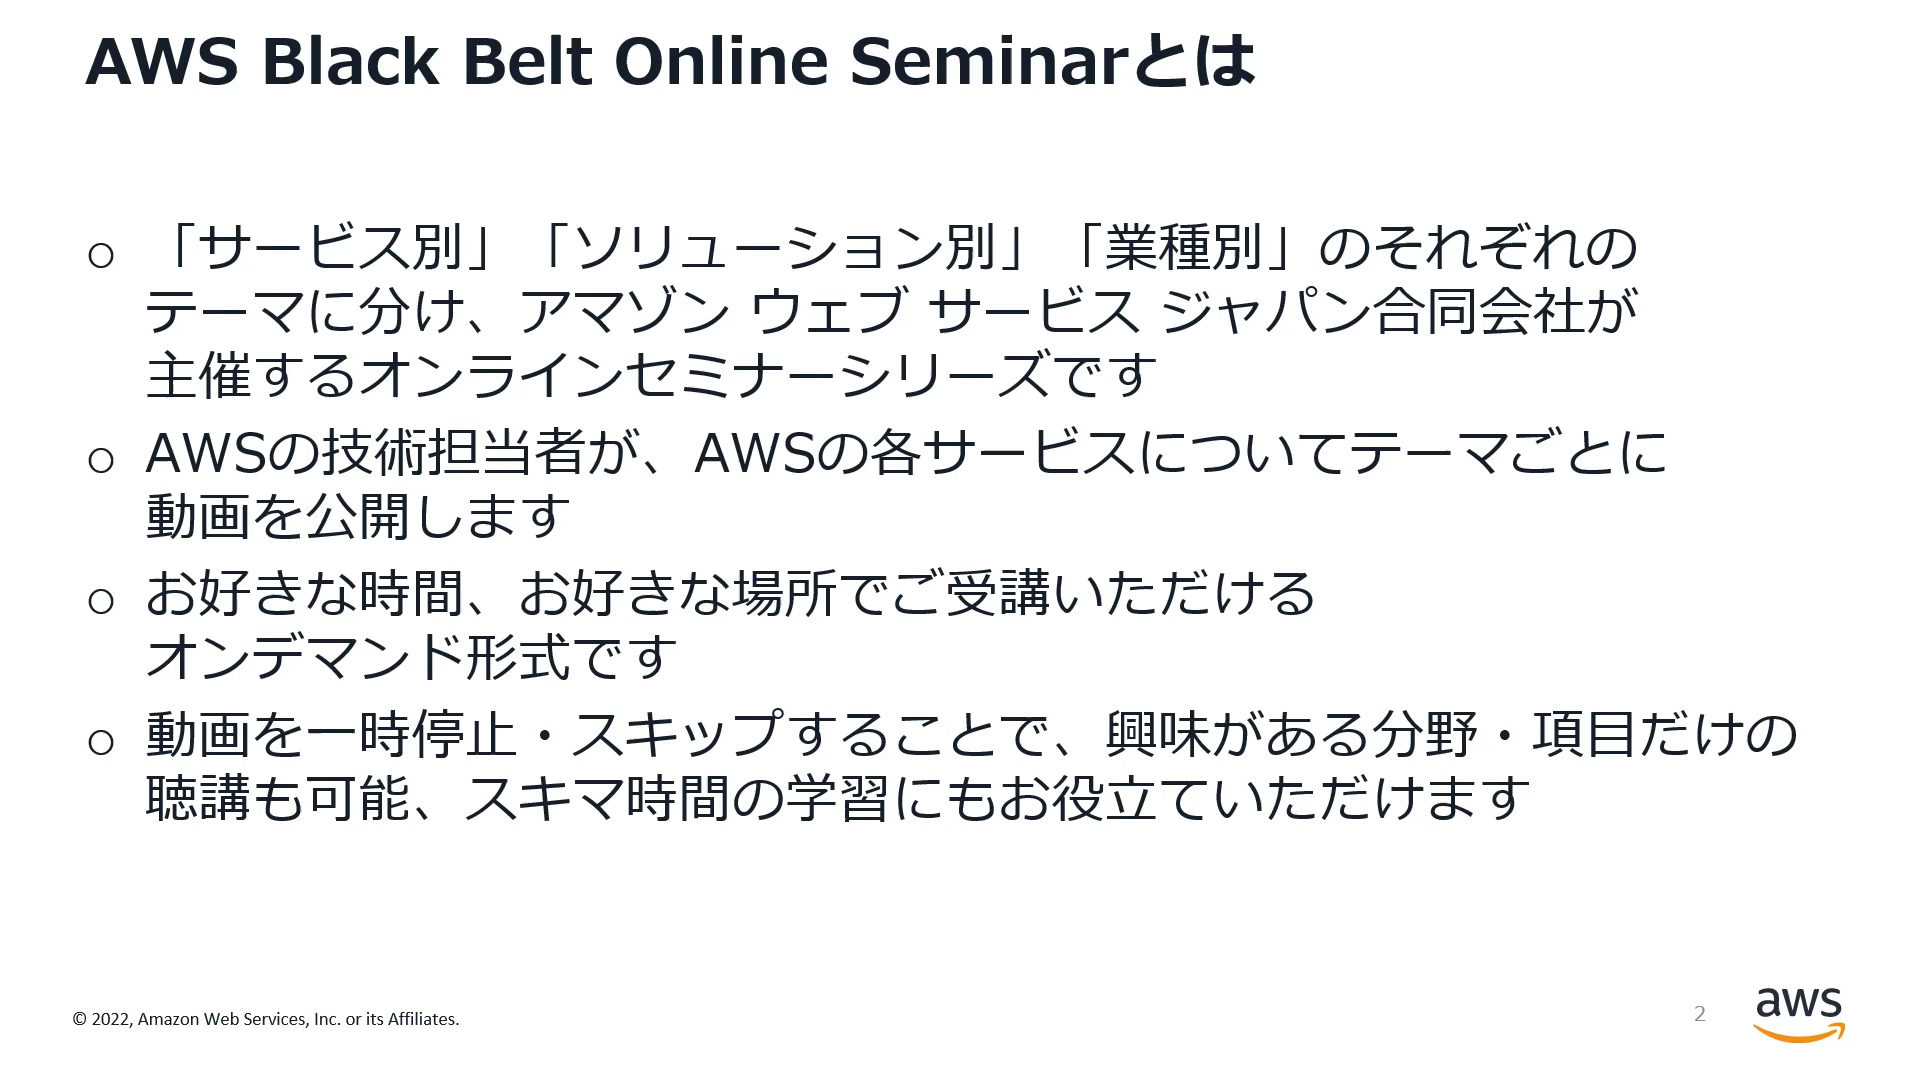 AWS Black Belt Online Seminarとは
○ 「サービス別」「ソリューション別」「業種別」のそれぞれの
テーマに分け、アマゾン ウェブ サービス ジャパン合同会社が
主催するオンラインセミナーシリーズです
○ AWSの技術担当者が、AWSの各サービスについてテーマごとに
動画を公開します
○ お好きな時間、お好きな場所でご受講いただける
オンデマンド形式です
○ 動画を一時停止・スキップすることで、興味がある分野・項目だけの
聴講も可能、スキマ時間の学習にもお役立ていただけます
© 2022, Amazon Web Services, Inc. or its Affiliates.
2
aws